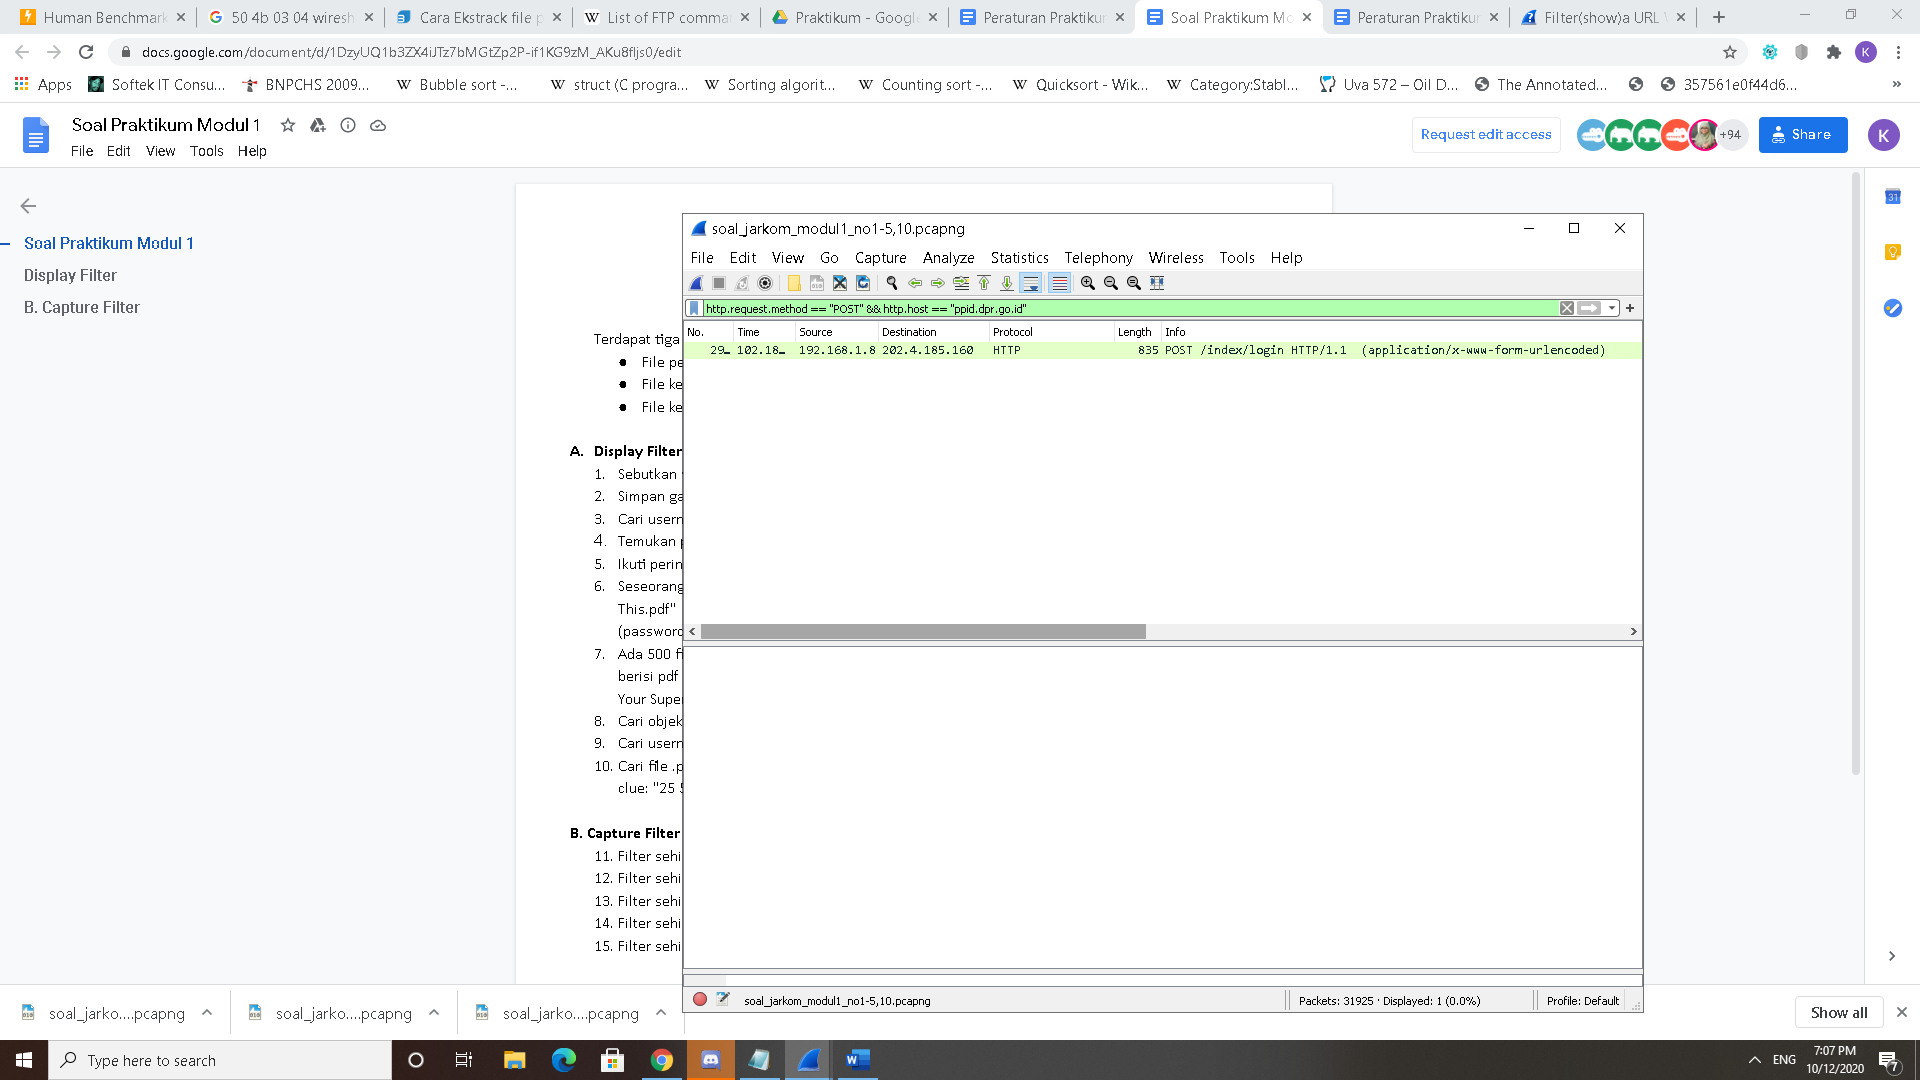 Human Benchmark
50 4b 03 04 wiresh
Cara Ekstrack file p
List of FTP comma
Praktikum - Google
Peraturan Praktikum
Soal Praktikum Mo
Peraturan Praktikum
Filter(show)a URL
docs.google.com/document/d/1DzyUQ1b3ZX4iJTz7bMGtZp2P-if1KG9zM_AKu8fIjs0/edit
K
Apps
Softek IT Consu...
BNPCHS 2009...
Bubble sort -...
struct (C progra...
Sorting algorit...
Counting sort -...
Quicksort - Wik...
Category:Stabl...
Uva 572 – Oil D...
The Annotated...
357561e0f44d6...
»
Soal Praktikum Modul 1
File Edit View Tools Help
Request edit access
+94
Share
K
Soal Praktikum Modul 1
Display Filter
B. Capture Filter
31
Terdapat tiga
● File pe
● File ke
● File ke
A. Display Filter
1. Sebutkan
2. Simpan ga
3. Cari usern
4. Temukan p
5. Ikuti perin
6. Seseorang
This.pdf"
(password
7. Ada 500 fi
berisi pdf
Your Super
8. Cari objek
9. Cari usern
10. Cari file .p
clue: "25 5
B. Capture Filter
11. Filter sehi
12. Filter sehi
13. Filter sehi
14. Filter sehi
15. Filter sehi
soal_jarkom_modul1_no1-5,10.pcapng
File Edit View Go Capture Analyze Statistics Telephony Wireless Tools Help
http.request.method == "POST" && http.host == "ppid.dpr.go.id"
No. Time Source Destination Protocol Length Info
29… 102.18… 192.168.1.8 202.4.185.160 HTTP 835 POST /index/login HTTP/1.1 (application/x-www-form-urlencoded)
soal_jarkom_modul1_no1-5,10.pcapng
Packets: 31925 · Displayed: 1 (0.0%)
Profile: Default
soal_jarko....pcapng
soal_jarko....pcapng
soal_jarko....pcapng
Show all
Type here to search
ENG
7:07 PM
10/12/2020
7